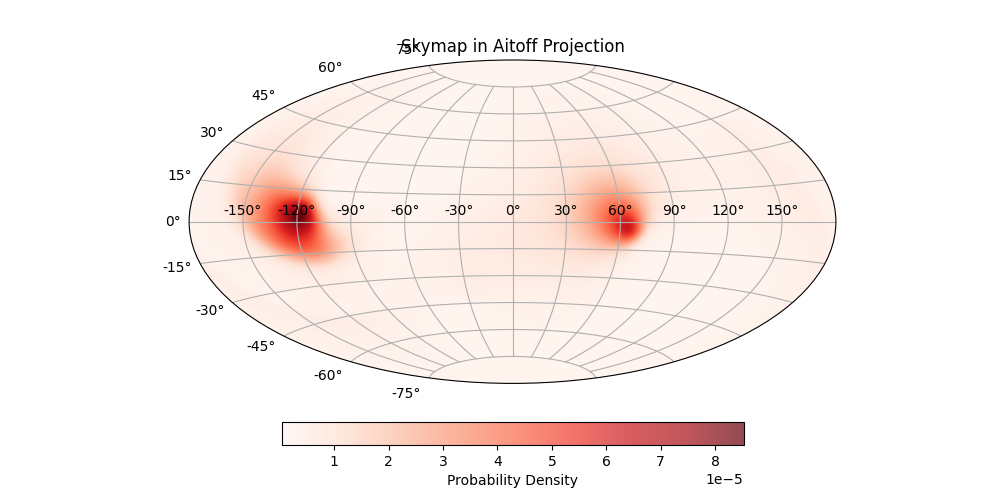 Skymap in Aitoff Projection
75°
60°
45°
30°
15°
0°
-150° -120° -90° -60° -30° 0° 30° 60° 90° 120° 150°
-15°
-30°
-45°
-60°
-75°
1 2 3 4 5 6 7 8
1e−5
Probability Density